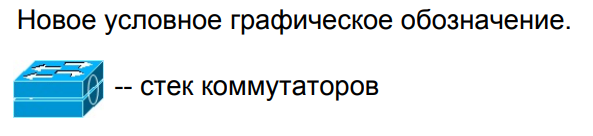 Новое условное графическое обозначение.
-- стек коммутаторов